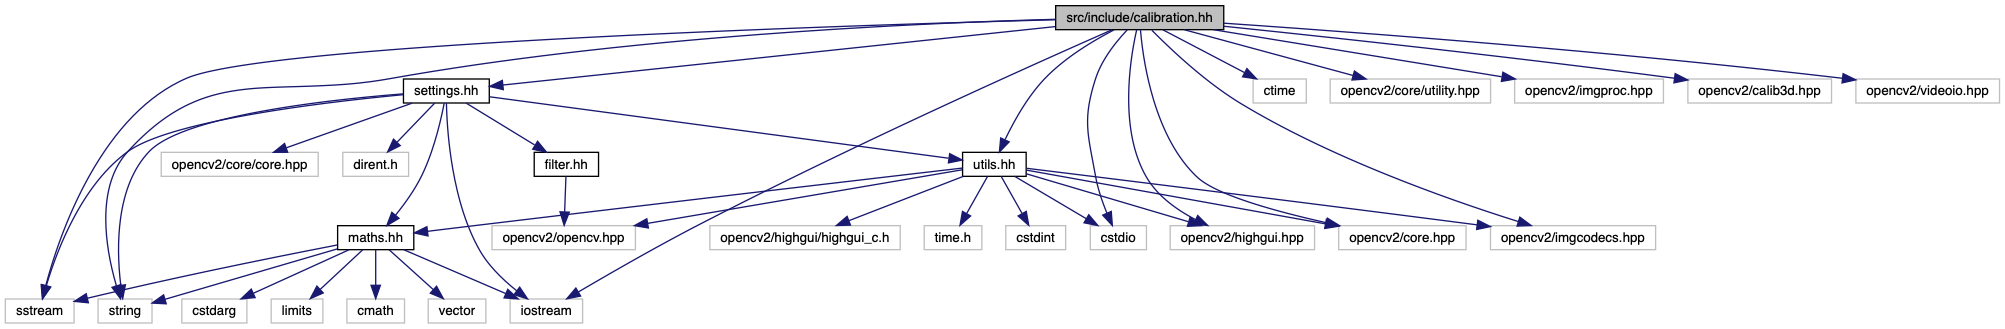 src/include/calibration.hh
settings.hh
ctime
opencv2/core/utility.hpp
opencv2/imgproc.hpp
opencv2/calib3d.hpp
opencv2/videoio.hpp
opencv2/core/core.hpp
dirent.h
filter.hh
utils.hh
maths.hh
opencv2/opencv.hpp
opencv2/highgui/highgui_c.h
time.h
cstdint
cstdio
opencv2/highgui.hpp
opencv2/core.hpp
opencv2/imgcodecs.hpp
sstream
string
cstdarg
limits
cmath
vector
iostream